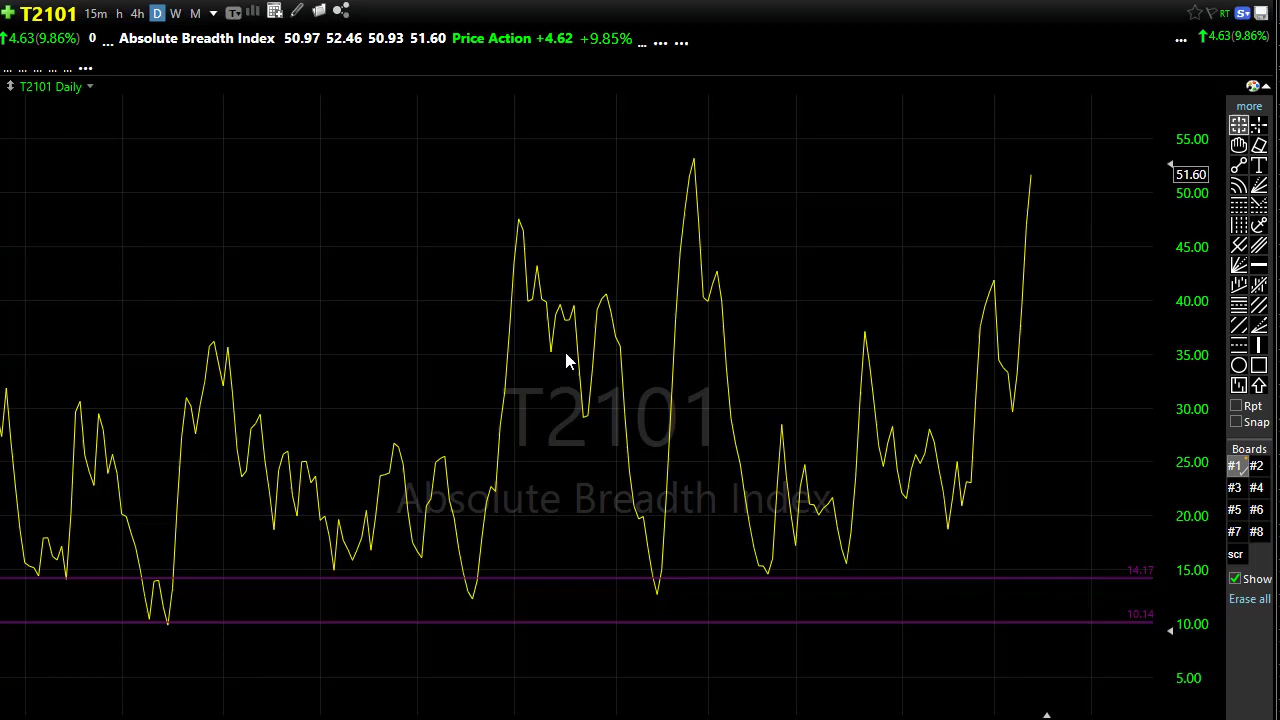 T2101 15m h 4h D W M T RT S
4.63(9.86%) 0 ... Absolute Breadth Index 50.97 52.46 50.93 51.60 Price Action +4.62 +9.85% ... ... ... ... 4.63(9.86%)
... ... ... ... ... ...
T2101 Daily
more
55.00
51.60
50.00
45.00
40.00
35.00
30.00
Rpt
Snap
T2101
Boards
25.00
#1 #2
Absolute Breadth Index
#3 #4
20.00
#5 #6
#7 #8
scr
14.17
15.00
Show
Erase all
10.14
10.00
5.00